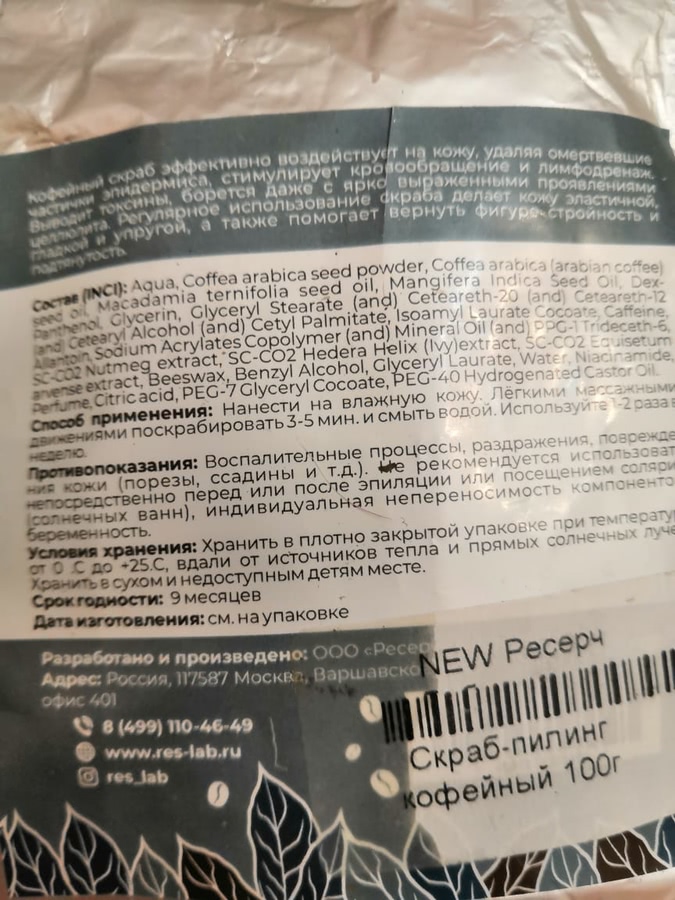 Кофейный скраб эффективно воздействует на кожу, удаляя омертвевшие
частички эпидермиса, стимулирует кровообращение и лимфодренаж.
Выводит токсины, борется даже с ярко выраженными проявлениями
целлюлита. Регулярное использование скраба делает кожу эластичной,
гладкой и упругой, а также помогает вернуть фигуре стройность и
подтянутость.
Состав (INCI): Aqua, Coffea arabica seed powder, Coffea arabica (arabian coffee)
seed oil, Macadamia ternifolia seed oil, Mangifera Indica Seed Oil, Dex-
Panthenol, Glycerin, Glyceryl Stearate (and) Ceteareth-20 (and) Ceteareth-12
(and) Cetearyl Alcohol (and) Cetyl Palmitate, Isoamyl Laurate Cocoate, Caffeine,
Allantoin, Sodium Acrylates Copolymer (and) Mineral Oil (and) PPG-1 Trideceth-6,
SC-CO2 Nutmeg extract, SC-CO2 Hedera Helix (Ivy)extract, SC-CO2 Equisetum
arvense extract, Beeswax, Benzyl Alcohol, Glyceryl Laurate, Water, Niacinamide,
Perfume, Citric acid, PEG-7 Glyceryl Cocoate, PEG-40 Hydrogenated Castor Oil.
Способ применения: Нанести на влажную кожу. Лёгкими массажными
движениями поскрабировать 3-5 мин. и смыть водой. Используйте 1-2 раза в
неделю.
Противопоказания: Воспалительные процессы, раздражения, поврежде
ния кожи (порезы, ссадины и т.д.). Не рекомендуется использоват
непосредственно перед или после эпиляции или посещением соляри
(солнечных ванн), индивидуальная непереносимость компоненто
беременность.
Условия хранения: Хранить в плотно закрытой упаковке при температу
от 0 .С до +25.С, вдали от источников тепла и прямых солнечных луче
Хранить в сухом и недоступным детям месте.
Срок годности: 9 месяцев
Дата изготовления: см. на упаковке
Разработано и произведено: ООО «Ресер
Адрес: Россия, 117587 Москва, Варшавско
офис 401
8 (499) 110-46-49
www.res-lab.ru
res_lab
NEW Ресерч
Скраб-пилинг
кофейный 100г